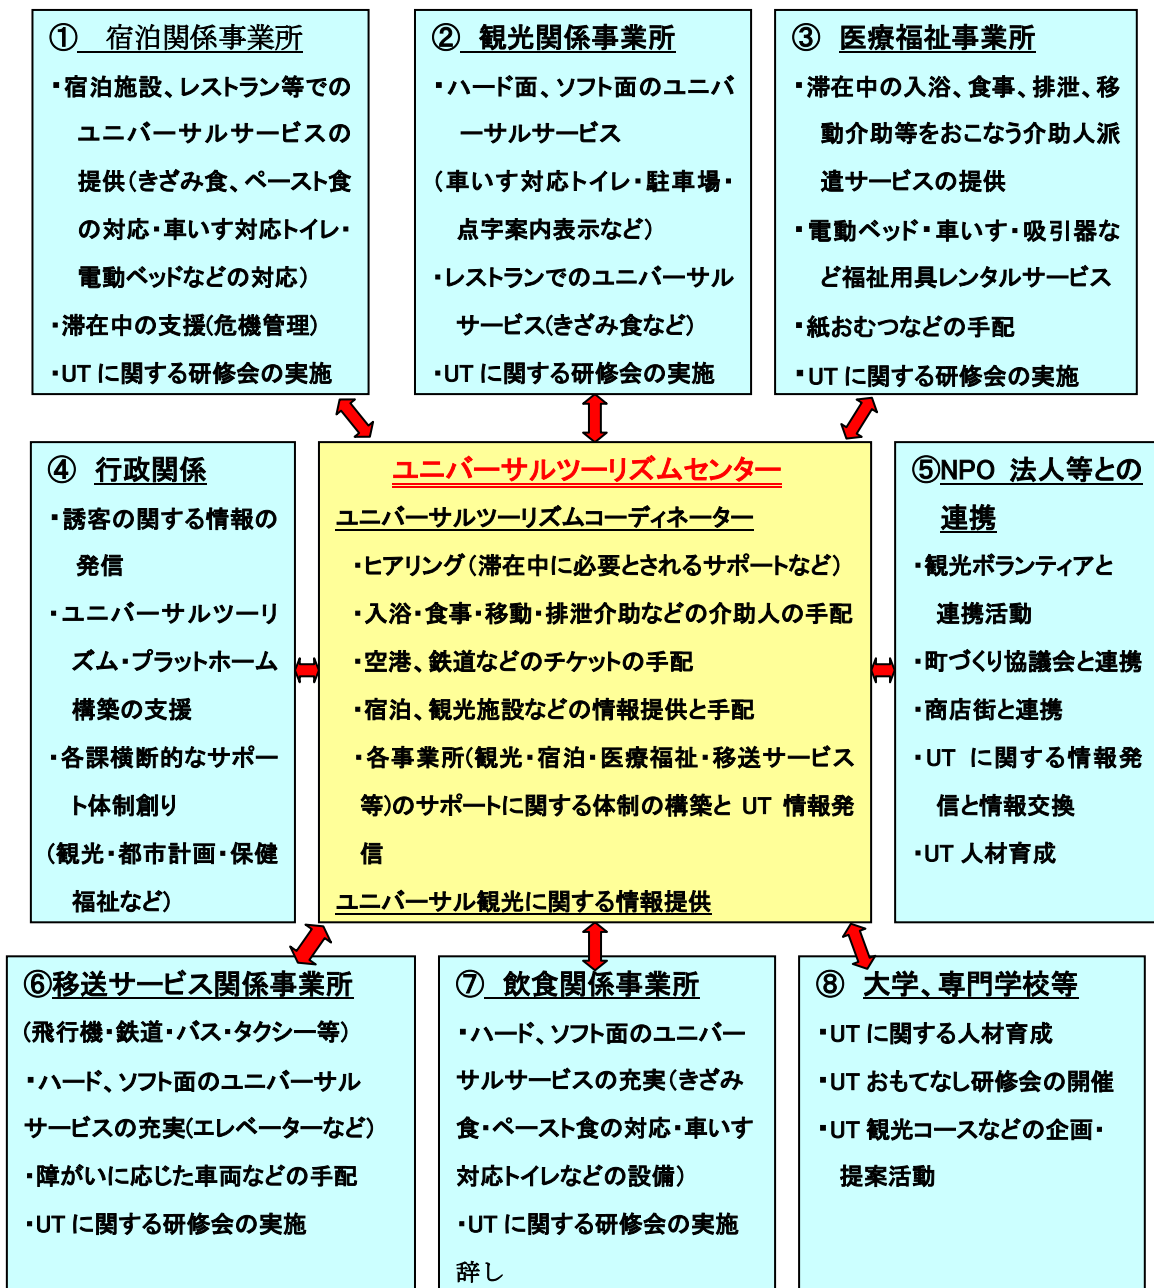 ① 宿泊関係事業所
・宿泊施設、レストラン等での
ユニバーサルサービスの
提供（きざみ食、ペースト食
の対応・車いす対応トイレ・
電動ベッドなどの対応）
・滞在中の支援(危機管理)
・UTに関する研修会の実施
② 観光関係事業所
・ハード面、ソフト面のユニバ
ーサルサービス
（車いす対応トイレ・駐車場・
点字案内表示など）
・レストランでのユニバーサル
サービス(きざみ食など）
・UTに関する研修会の実施
③ 医療福祉事業所
・滞在中の入浴、食事、排泄、移
動介助等をおこなう介助人派
遣サービスの提供
・電動ベッド・車いす・吸引器な
ど福祉用具レンタルサービス
・紙おむつなどの手配
・UTに関する研修会の実施
④ 行政関係
・誘客の関する情報の
発信
・ユニバーサルツーリ
ズム・プラットホーム
構築の支援
・各課横断的なサポー
ト体制創り
（観光・都市計画・保健
福祉など）
ユニバーサルツーリズムセンター
ユニバーサルツーリズムコーディネーター
・ヒアリング（滞在中に必要とされるサポートなど）
・入浴・食事・移動・排泄介助などの介助人の手配
・空港、鉄道などのチケットの手配
・宿泊、観光施設などの情報提供と手配
・各事業所(観光・宿泊・医療福祉・移送サービス
等)のサポートに関する体制の構築と UT 情報発
信
ユニバーサル観光に関する情報提供
⑤NPO 法人等との
連携
・観光ボランティアと
連携活動
・町づくり協議会と連携
・商店街と連携
・UT に関する情報発
信と情報交換
・UT 人材育成
⑥移送サービス関係事業所
(飛行機・鉄道・バス・タクシー等）
・ハード、ソフト面のユニバーサル
サービスの充実(エレベーターなど）
・障がいに応じた車両などの手配
・UTに関する研修会の実施
⑦ 飲食関係事業所
・ハード、ソフト面のユニバー
サルサービスの充実（きざみ
食・ペースト食の対応・車いす
対応トイレなどの設備）
・UTに関する研修会の実施
辞し
⑧ 大学、専門学校等
・UTに関する人材育成
・UTおもてなし研修会の開催
・UT 観光コースなどの企画・
提案活動